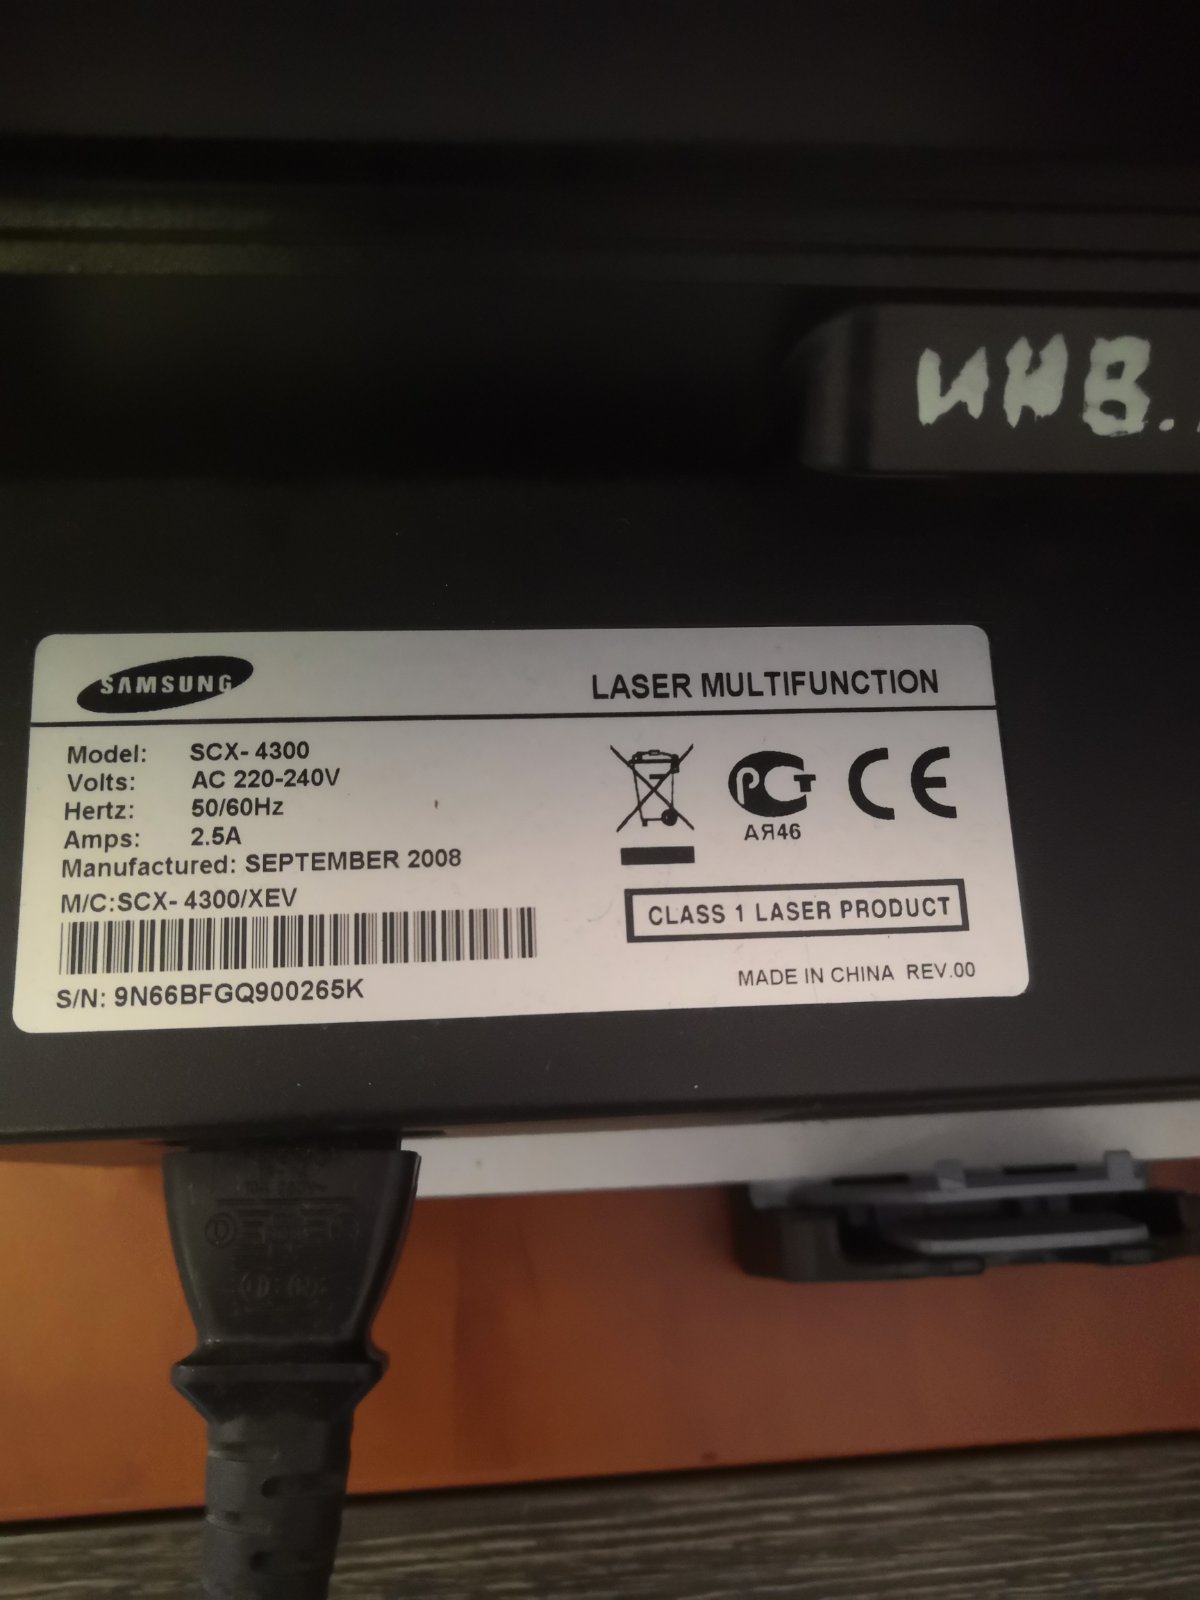 ИНВ.
SAMSUNG
LASER MULTIFUNCTION
Model: SCX- 4300
Volts: AC 220-240V
Hertz: 50/60Hz
Amps: 2.5A
Manufactured: SEPTEMBER 2008
M/C:SCX- 4300/XEV
S/N: 9N66BFGQ900265K
РСТ
АЯ46
CE
CLASS 1 LASER PRODUCT
MADE IN CHINA REV.00